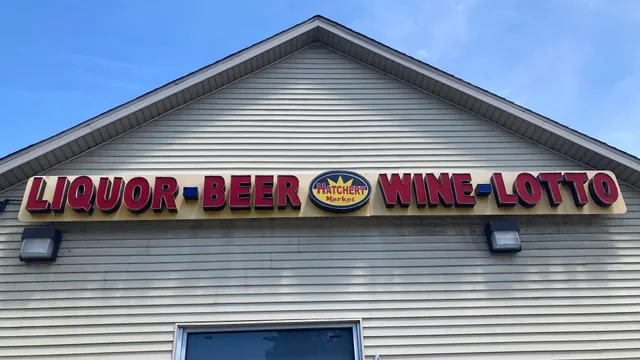 LIQUOR-BEER
HATCHERY
Market
WINE-LOTTO